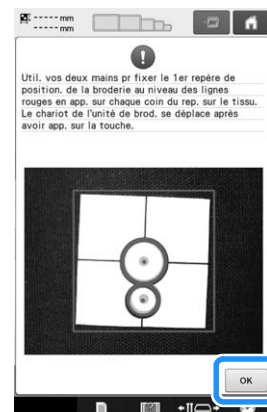 ----- mm
----- mm
Util. vos deux mains pr fixer le 1er repère de
position. de la broderie au niveau des lignes
rouges en app. sur chaque coin du rep. sur le tissu.
Le chariot de l'unité de brod. se déplace après
avoir app. sur la touche.
OK